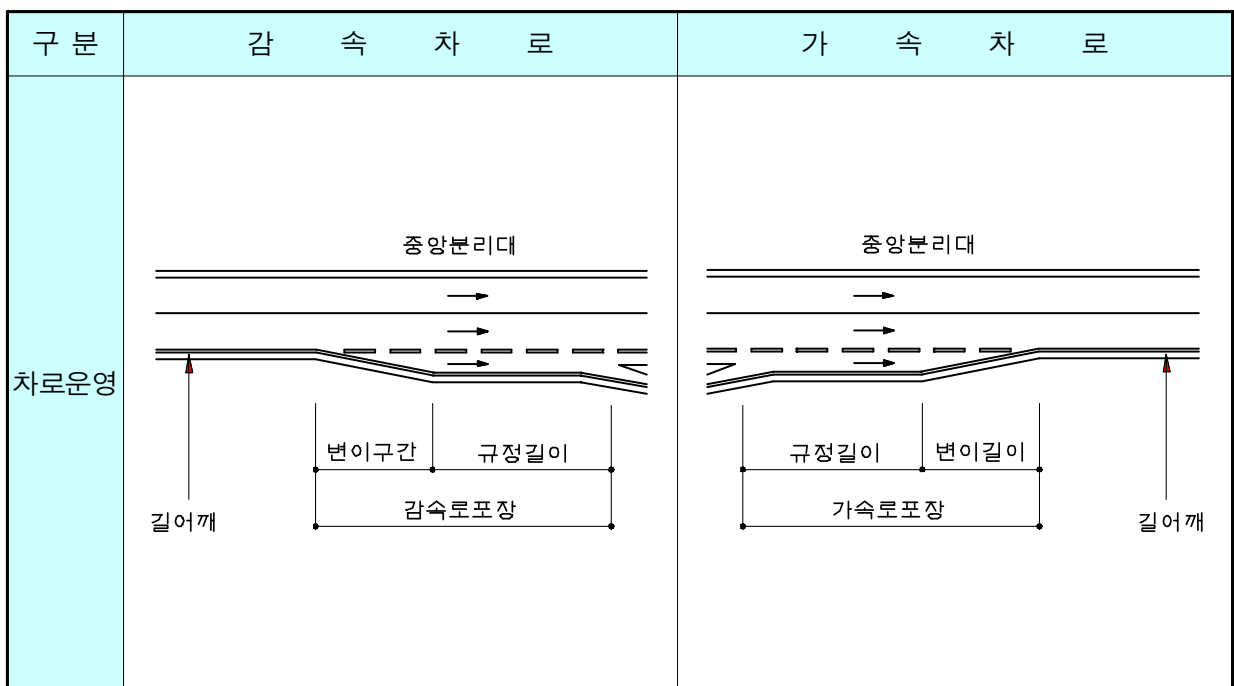 구 분
감 속 차 로
가 속 차 로
차로운영
중앙분리대
변이구간
규정길이
감속로포장
길어깨
중앙분리대
규정길이
변이길이
가속로포장
길어깨